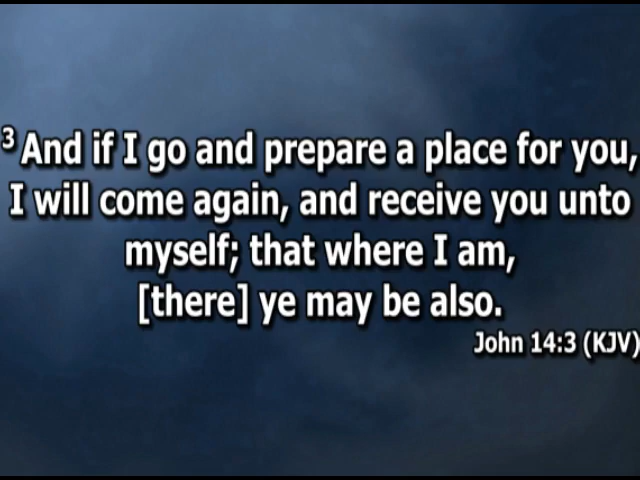 3 And if I go and prepare a place for you,
I will come again, and receive you unto
myself; that where I am,
[there] ye may be also.
John 14:3 (KJV)